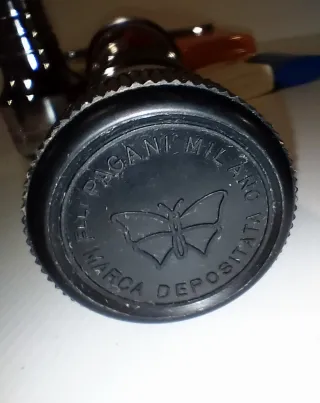 F.LLI PAGANI MILANO
MARCA DEPOSITATA